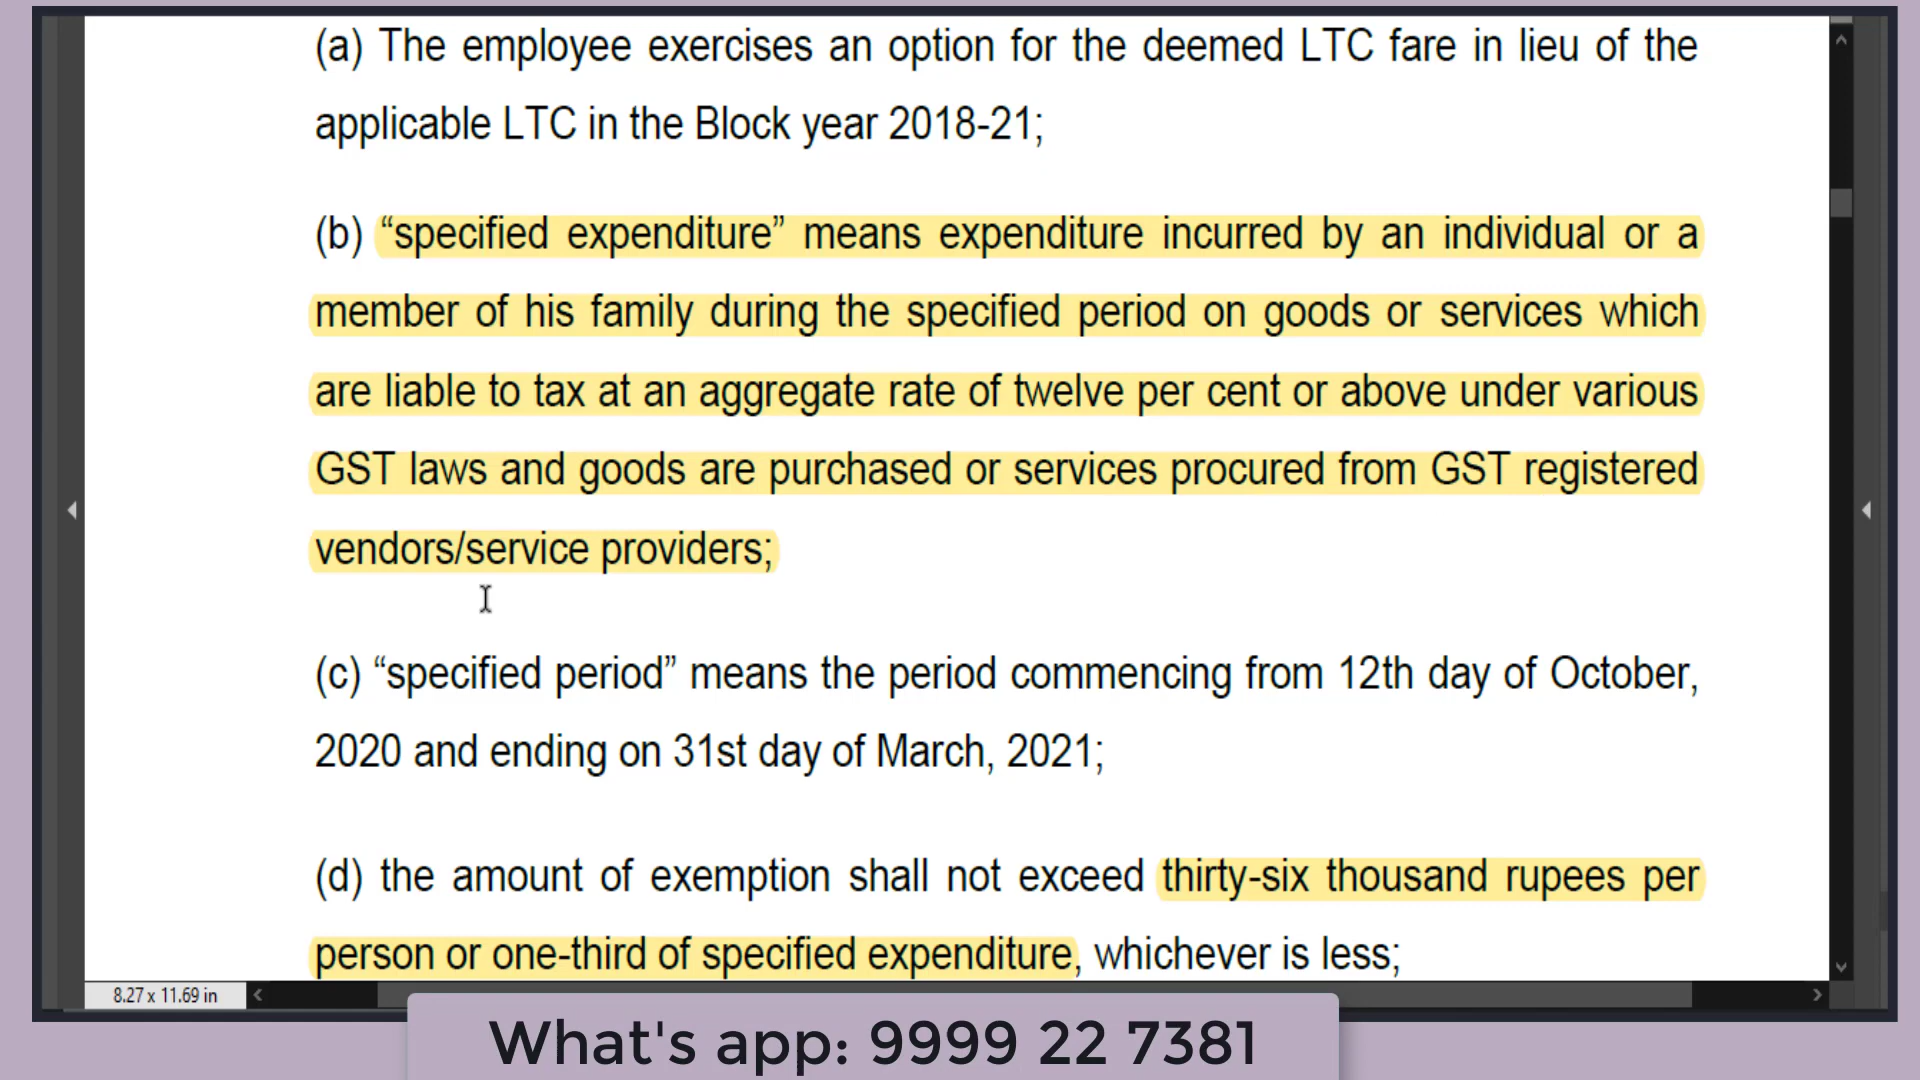 (a) The employee exercises an option for the deemed LTC fare in lieu of the
applicable LTC in the Block year 2018-21;
(b) “specified expenditure” means expenditure incurred by an individual or a
member of his family during the specified period on goods or services which
are liable to tax at an aggregate rate of twelve per cent or above under various
GST laws and goods are purchased or services procured from GST registered
vendors/service providers;
(c) “specified period” means the period commencing from 12th day of October,
2020 and ending on 31st day of March, 2021;
(d) the amount of exemption shall not exceed thirty-six thousand rupees per
person or one-third of specified expenditure, whichever is less;
8.27 x 11.69 in
What's app: 9999 22 7381